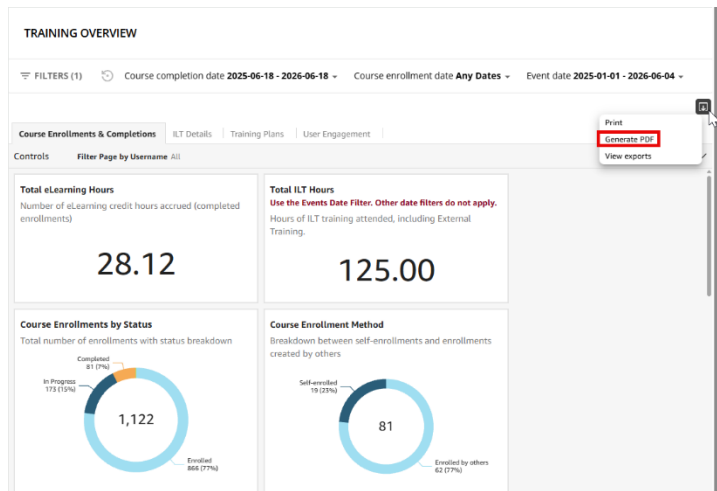 TRAINING OVERVIEW
FILTERS (1) Course completion date 2025-06-18 - 2026-06-18 Course enrollment date Any Dates Event date 2025-01-01 - 2026-06-04
Print
Generate PDF
View exports
Course Enrollments & Completions ILT Details Training Plans User Engagement
Controls Filter Page by Username All
Total eLearning Hours
Number of eLearning credit hours accrued (completed
enrollments)
28.12
Total ILT Hours
Use the Events Date Filter. Other date filters do not apply.
Hours of ILT training attended, including External
Training.
125.00
Course Enrollments by Status
Total number of enrollments with status breakdown
Completed
81 (7%)
In Progress
173 (15%)
1,122
Enrolled
866 (77%)
Course Enrollment Method
Breakdown between self-enrollments and enrollments
created by others
Self-enrolled
19 (23%)
81
Enrolled by others
62 (77%)